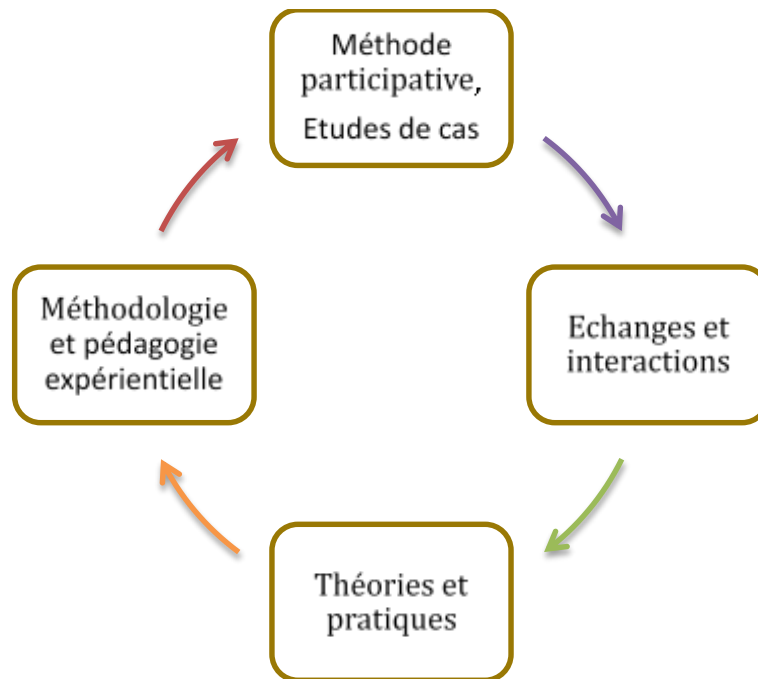 Méthode
participative,
Etudes de cas
Echanges et
interactions
Théories et
pratiques
Méthodologie
et pédagogie
expérientielle